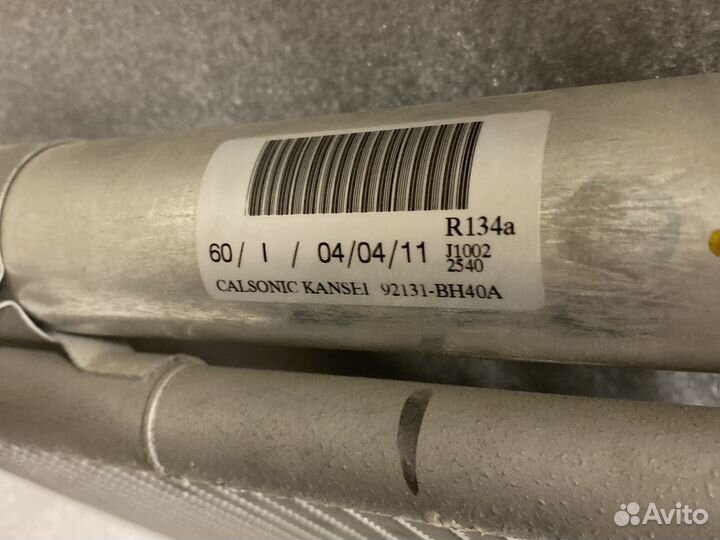 R134a
60/ I / 04/04/11 J1002
2540
CALSONIC KANSEI 92131-BH40A
Avito